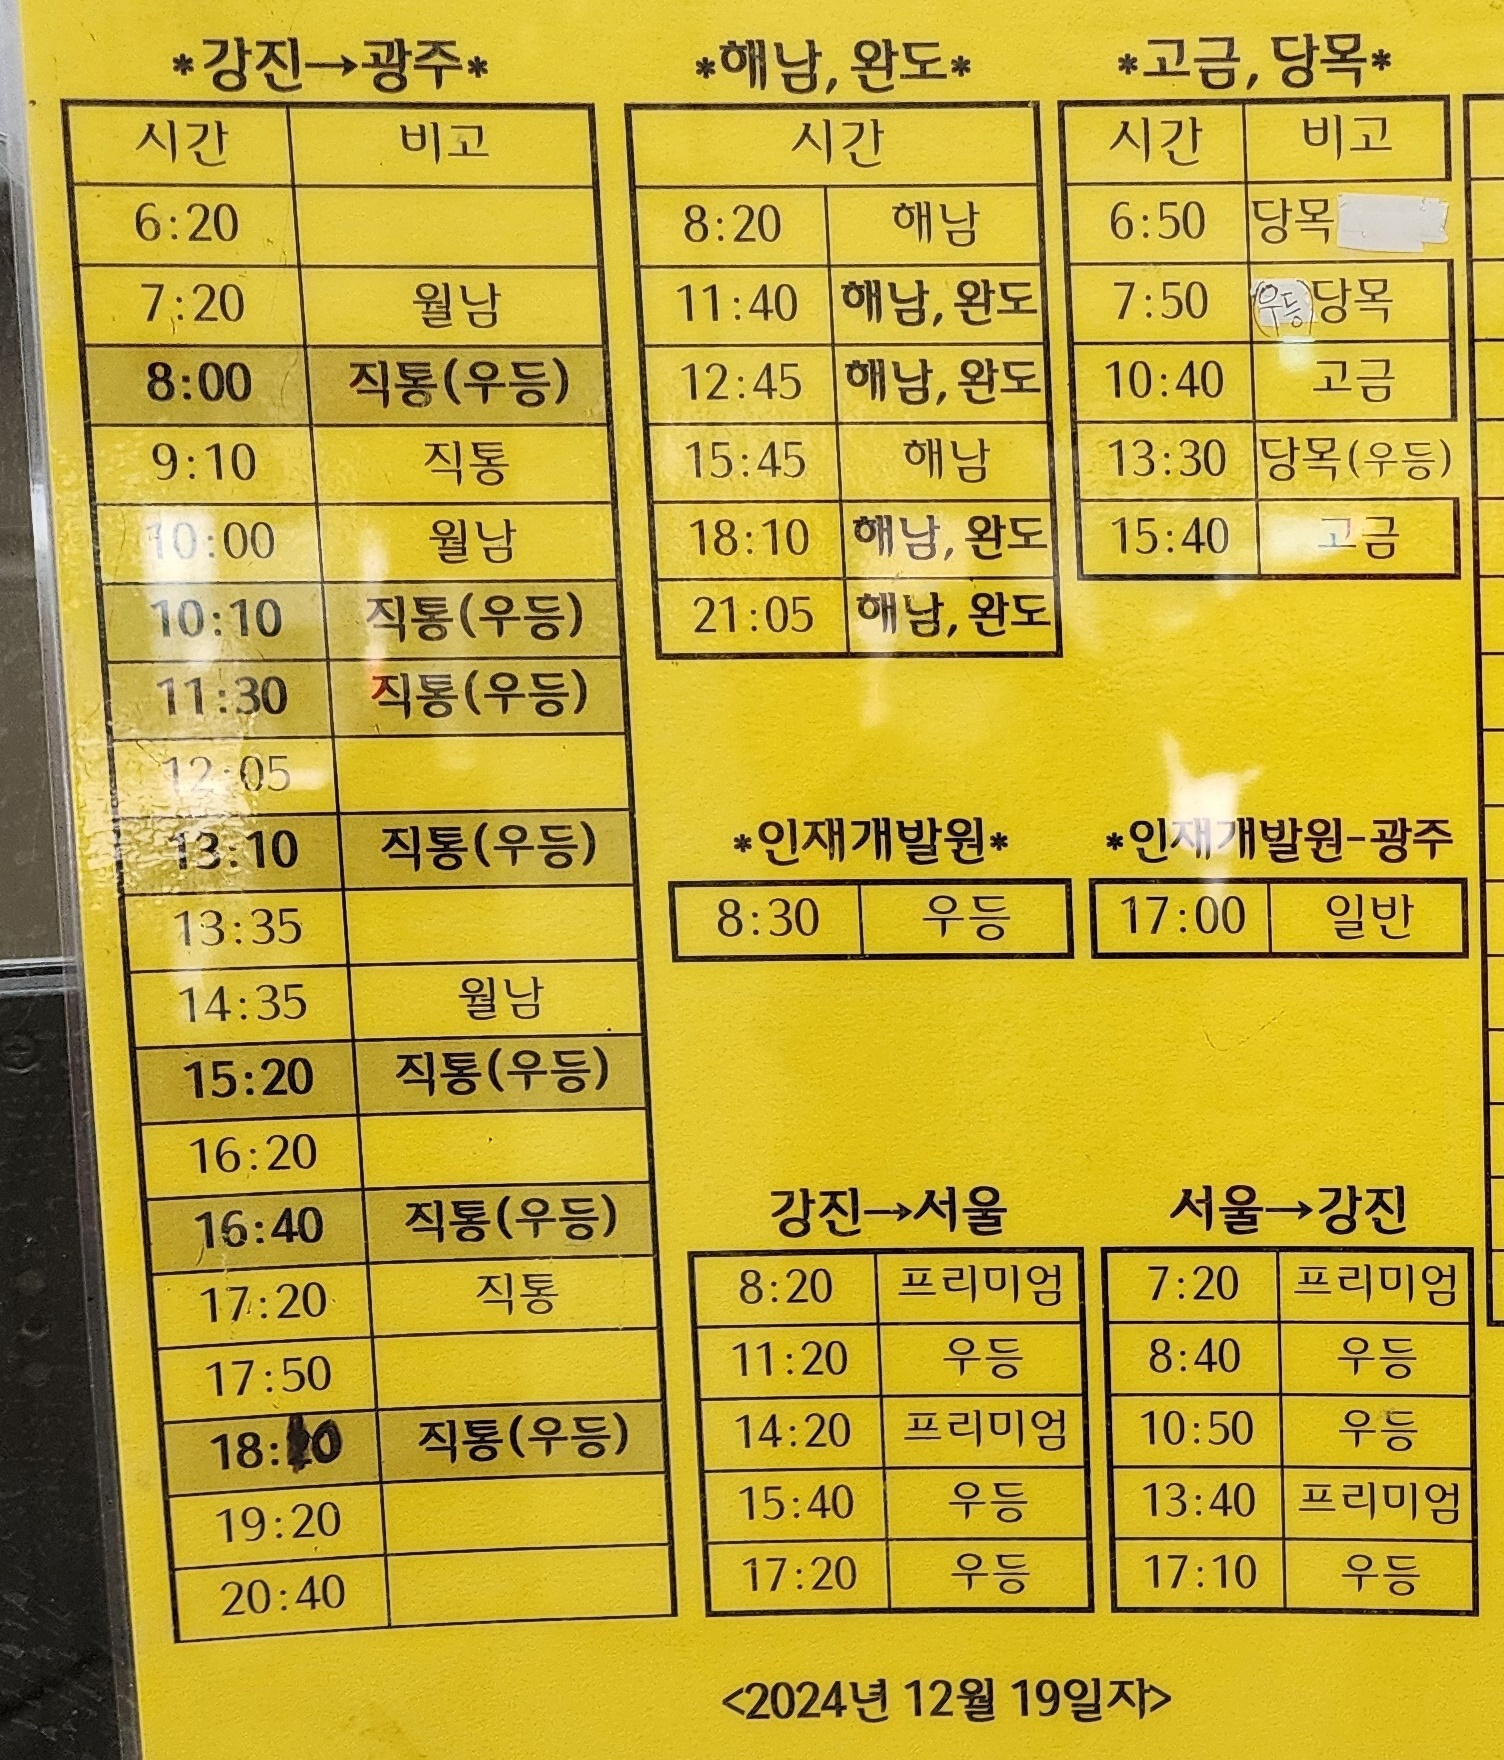 *강진→광주*
시간 비고
6:20
7:20 월남
8:00 직통(우등)
9:10 직통
10:00 월남
10:10 직통(우등)
11:30 직통(우등)
12:05
13:10 직통(우등)
13:35
14:35 월남
15:20 직통(우등)
16:20
16:40 직통(우등)
17:20 직통
17:50
직통(우등)
19:20
20:40
*해남, 완도*
시간
8:20 해남
11:40 해남, 완도
12:45 해남, 완도
15:45 해남
18:10 해남, 완도
21:05 해남, 완도
*고금, 당목*
시간 비고
6:50 당목
7:50 (우등)당목
10:40 고금
13:30 당목(우등)
15:40 고금
*인재개발원*
8:30 우등
*인재개발원-광주
17:00 일반
강진→서울
8:20 프리미엄
11:20 우등
14:20 프리미엄
15:40 우등
17:20 우등
서울→강진
7:20 프리미엄
8:40 우등
10:50 우등
13:40 프리미엄
17:10 우등
<2024년 12월 19일자>